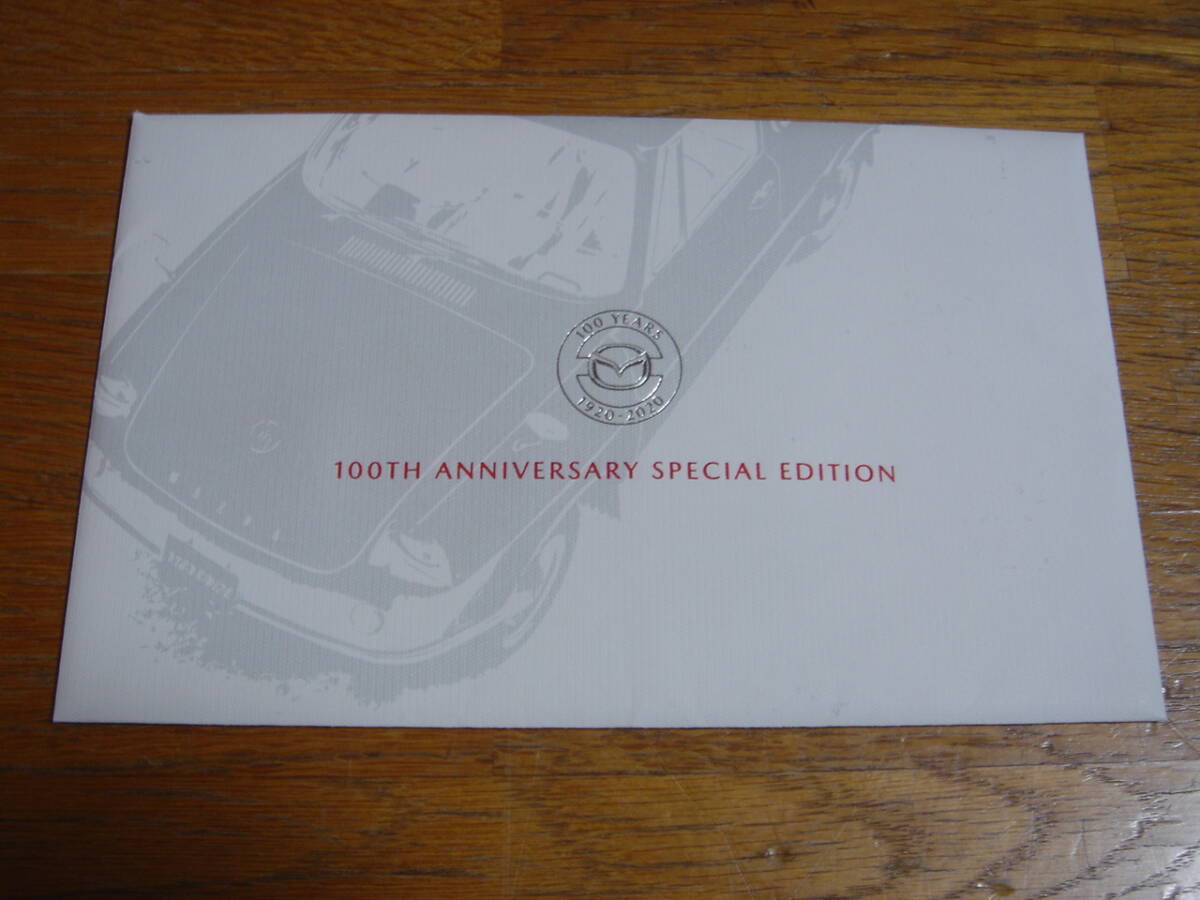 100 YEARS
1920-2020
100TH ANNIVERSARY SPECIAL EDITION